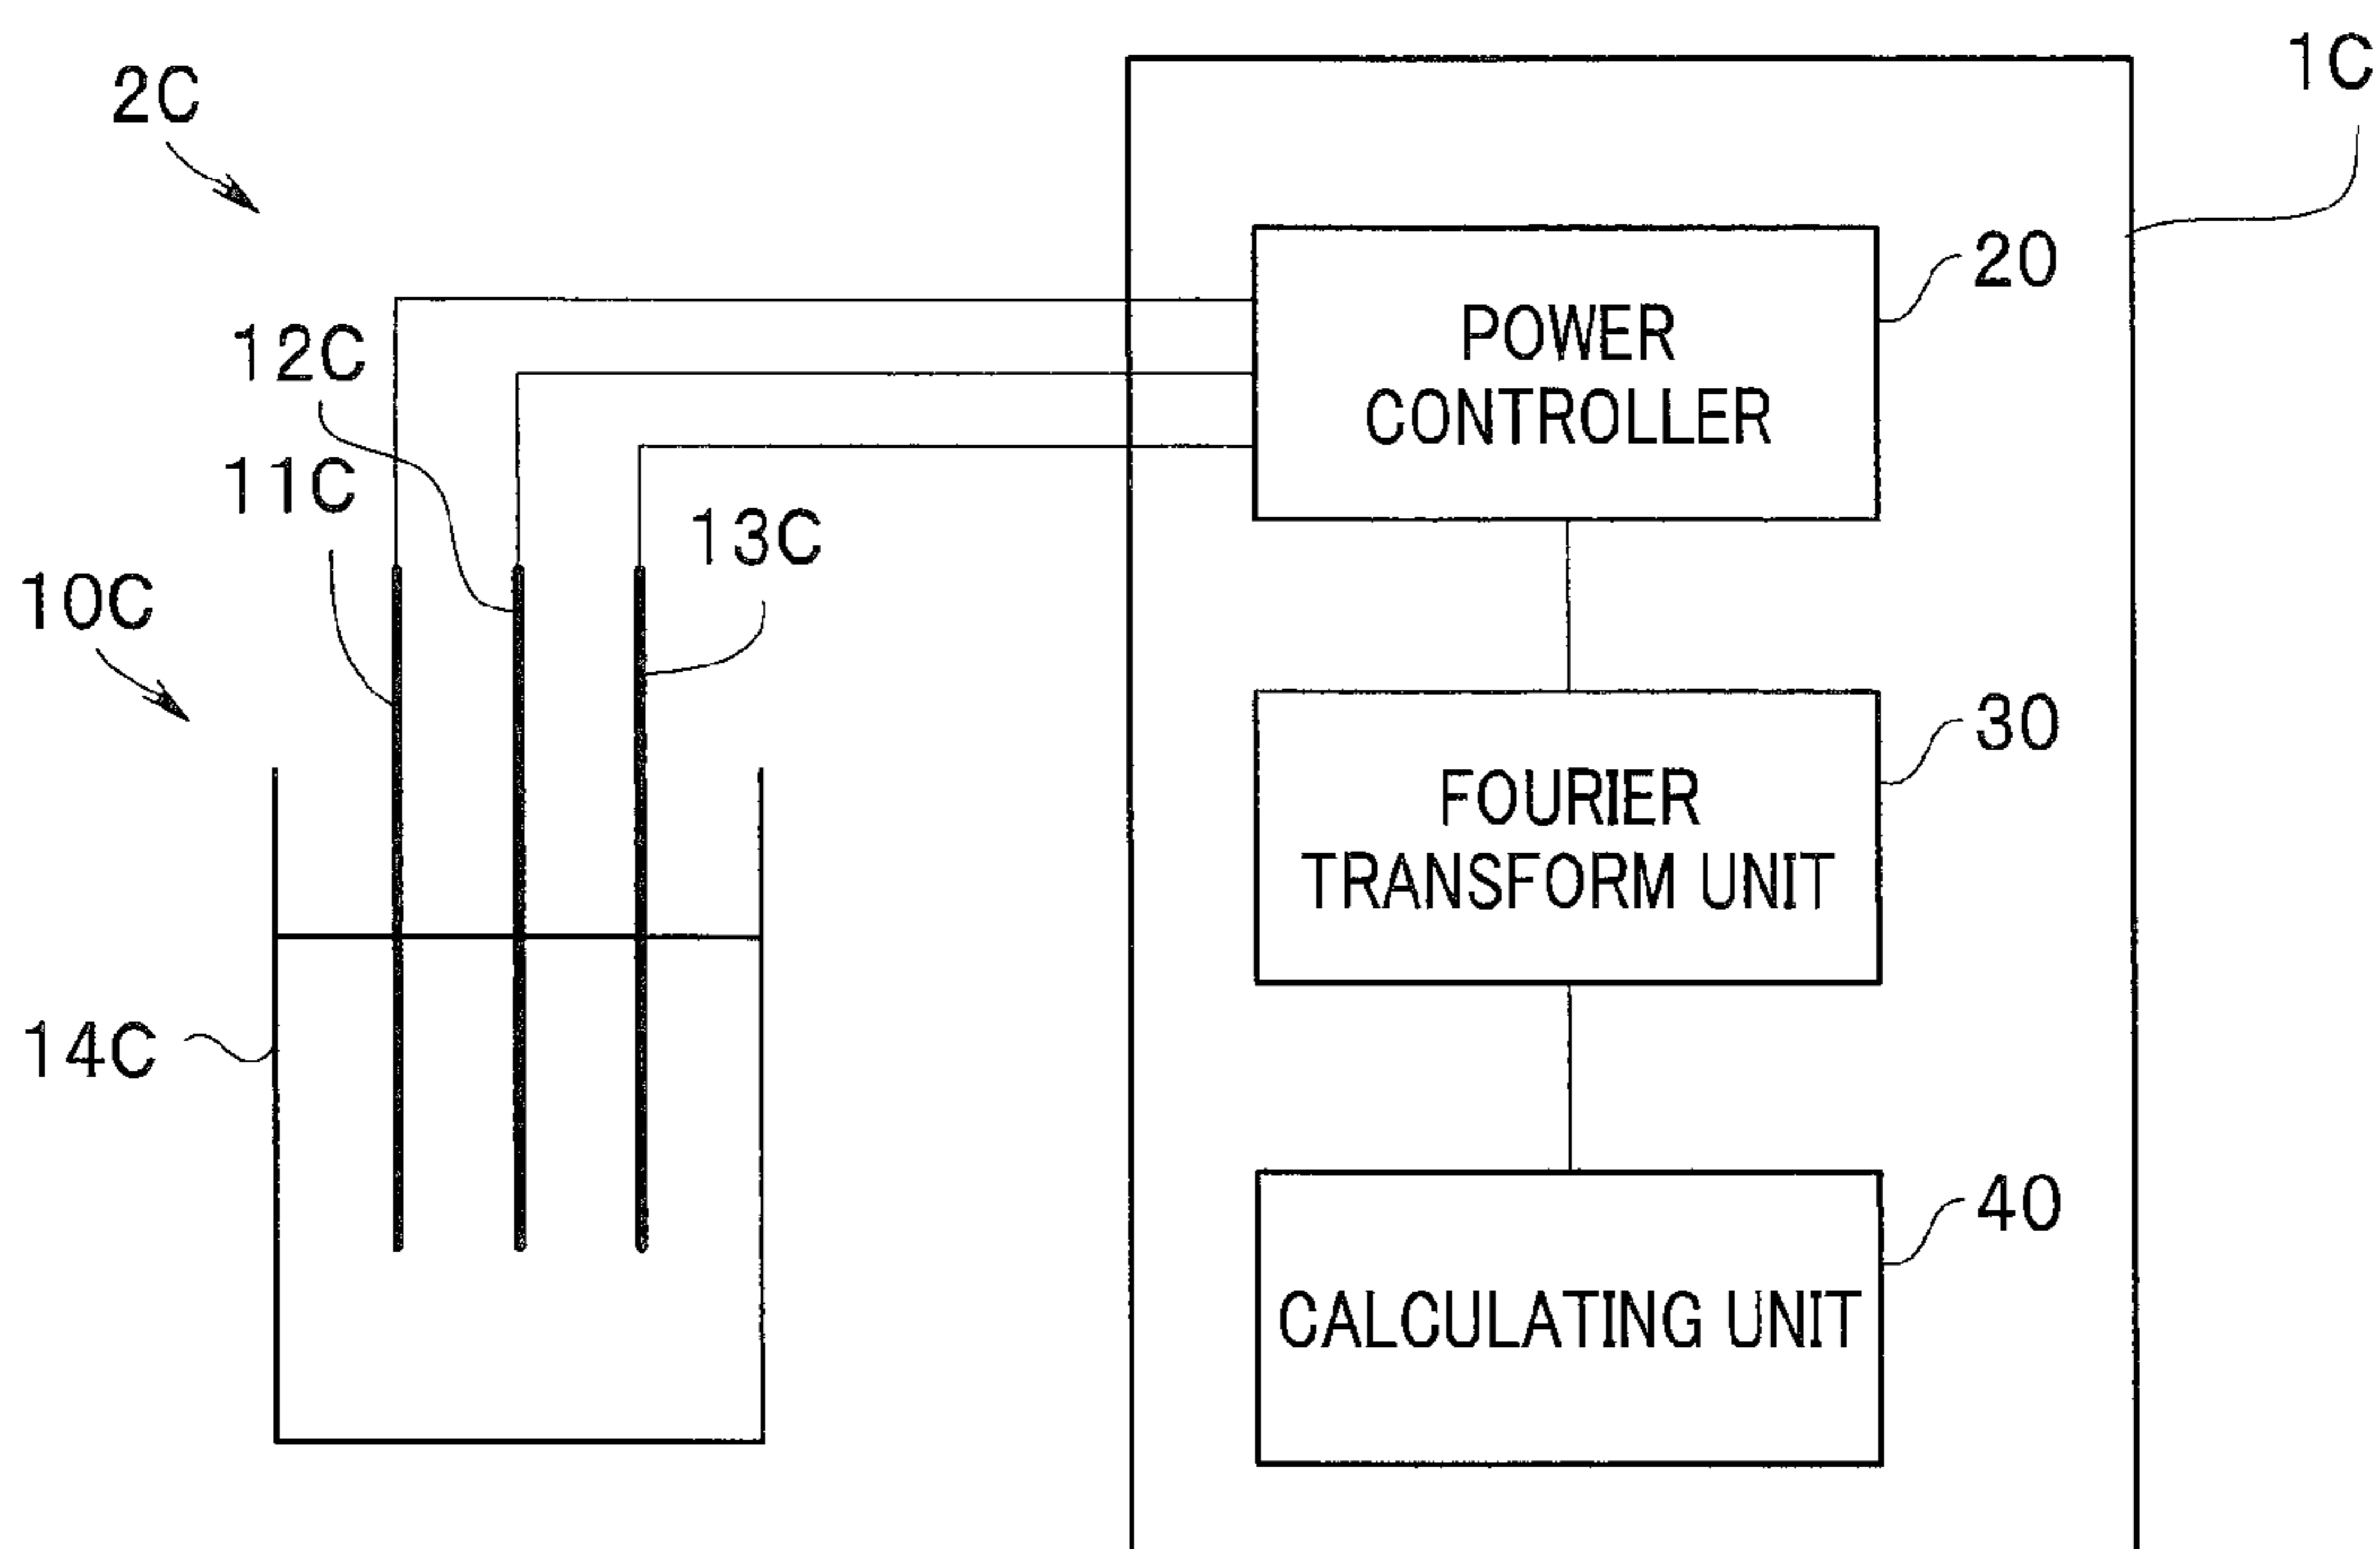 2C
1C
20
POWER
CONTROLLER
12C
11C
13C
10C
30
FOURIER
TRANSFORM UNIT
14C
40
CALCULATING UNIT